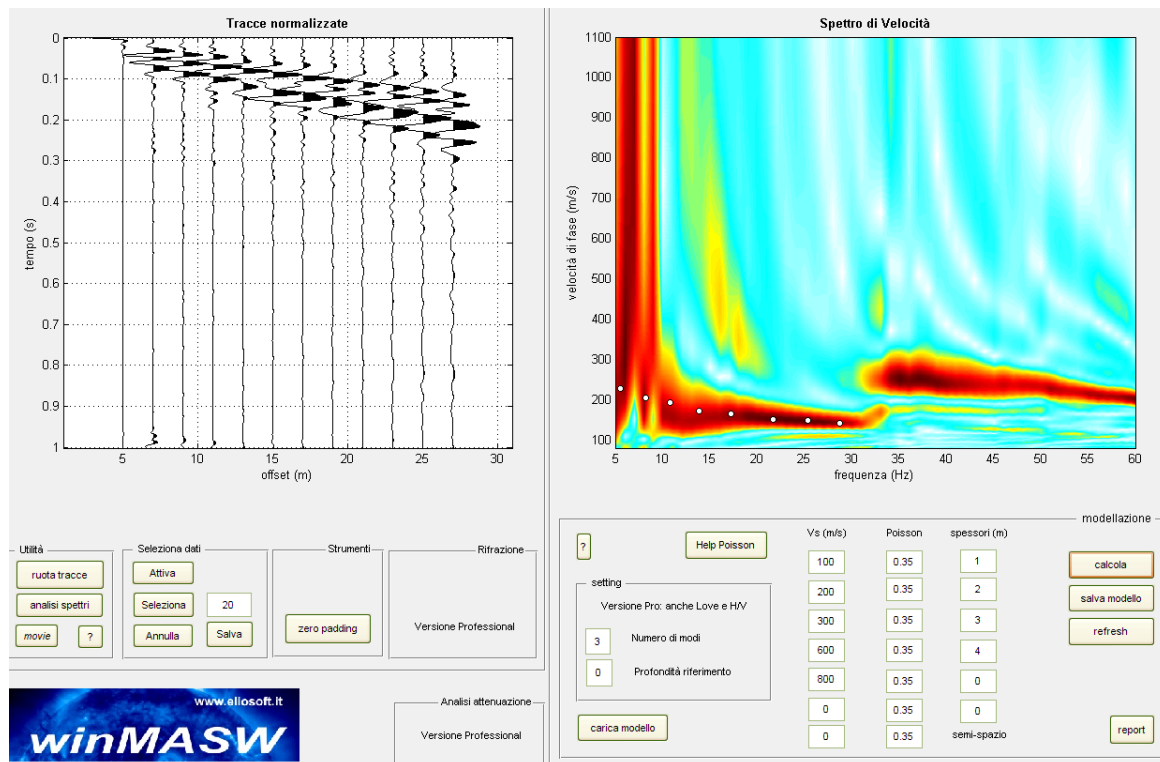 Tracce normalizzate
0
0.1
0.2
0.3
0.4
0.5
0.6
0.7
0.8
0.9
1
tempo (s)
5 10 15 20 25 30
offset (m)
Spettro di Velocità
1100
1000
900
800
700
600
500
400
300
200
100
velocità di fase (m/s)
5 10 15 20 25 30 35 40 45 50 55 60
frequenza (Hz)
Utilità
ruota tracce
analisi spettri
movie ?
Seleziona dati
Attiva
Seleziona 20
Annulla Salva
Strumenti
zero padding
Rifrazione
Versione Professional
www.eliosoft.it
winMASW
Analisi attenuazione
Versione Professional
modellazione
? Help Poisson
setting
Versione Pro: anche Love e H/V
3 Numero di modi
0 Profondità riferimento
carica modello
Vs (m/s) Poisson spessori (m)
100 0.35 1
200 0.35 2
300 0.35 3
600 0.35 4
800 0.35 0
0 0.35 0
0 0.35 semi-spazio
calcola
salva modello
refresh
report